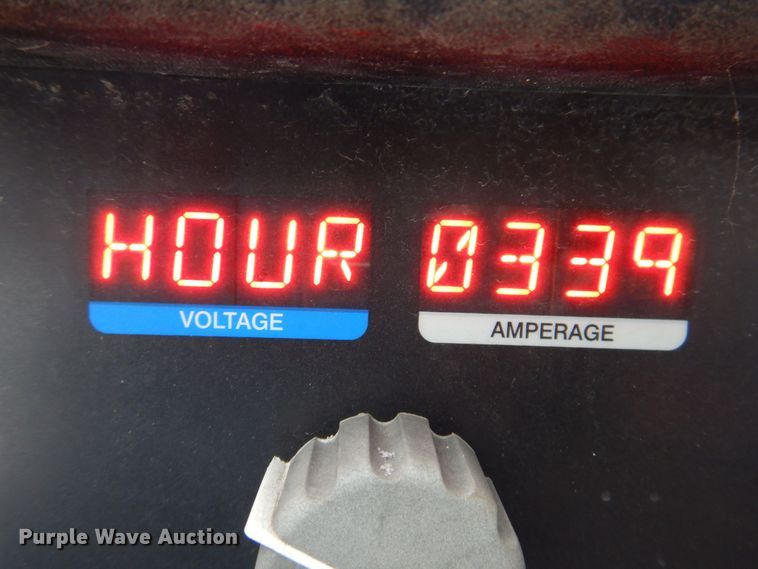 HOUR 0339
VOLTAGE AMPERAGE
Purple Wave Auction